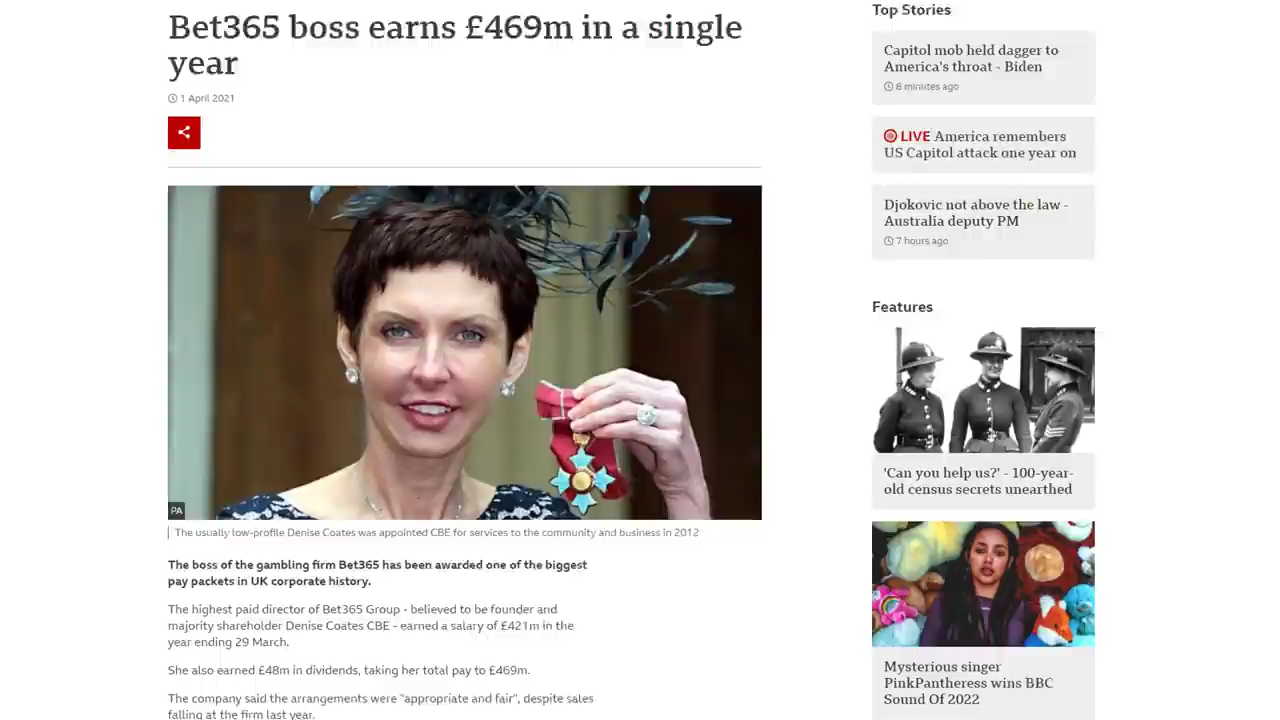 Bet365 boss earns £469m in a single
year
1 April 2021
PA
The usually low-profile Denise Coates was appointed CBE for services to the community and business in 2012
The boss of the gambling firm Bet365 has been awarded one of the biggest
pay packets in UK corporate history.
The highest paid director of Bet365 Group - believed to be founder and
majority shareholder Denise Coates CBE - earned a salary of £421m in the
year ending 29 March.
She also earned £48m in dividends, taking her total pay to £469m.
The company said the arrangements were "appropriate and fair", despite sales
falling at the firm last year.
Top Stories
Capitol mob held dagger to
America's throat - Biden
8 minutes ago
LIVE America remembers
US Capitol attack one year on
Djokovic not above the law -
Australia deputy PM
7 hours ago
Features
'Can you help us?' - 100-year-
old census secrets unearthed
Mysterious singer
PinkPantheress wins BBC
Sound Of 2022